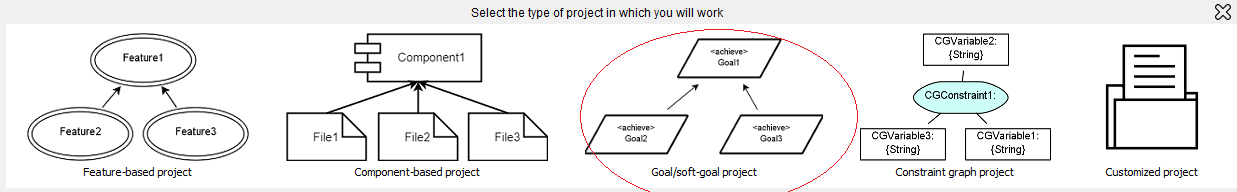 Select the type of project in which you will work
Feature1
Feature2
Feature3
Feature-based project
Component1
File1
File2
File3
Component-based project
<achieve>
Goal1
<achieve>
Goal2
<achieve>
Goal3
Goal/soft-goal project
CGVariable2:
{String}
CGConstraint1:
CGVariable3:
{String}
CGVariable1:
{String}
Constraint graph project
Customized project